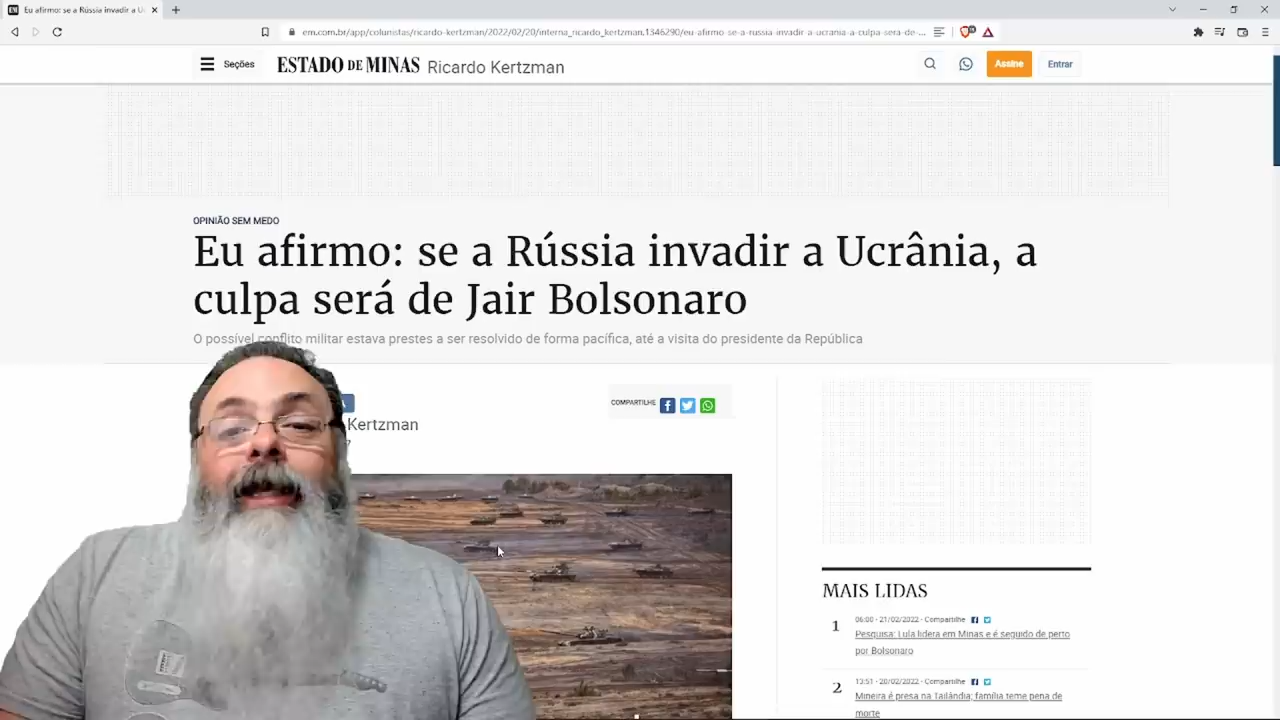 Eu afirmo: se a Rússia invadir a U
em.com.br/app/colunistas/ricardo-kertzman/2022/02/20/interna_ricardo_kertzman,1346290/eu-afirmo-se-a-russia-invadir-a-ucrania-a-culpa-sera-de-...
Seções ESTADO DE MINAS Ricardo Kertzman Assine Entrar
OPINIÃO SEM MEDO
Eu afirmo: se a Rússia invadir a Ucrânia, a
culpa será de Jair Bolsonaro
O possível conflito militar estava prestes a ser resolvido de forma pacífica, até a visita do presidente da República
COMPARTILHE
Kertzman
MAIS LIDAS
1 06:00 - 21/02/2022 - Compartilhe
Pesquisa: Lula lidera em Minas e é seguido de perto
por Bolsonaro
2 13:51 - 20/02/2022 - Compartilhe
Mineira é presa na Tailândia; família teme pena de
morte